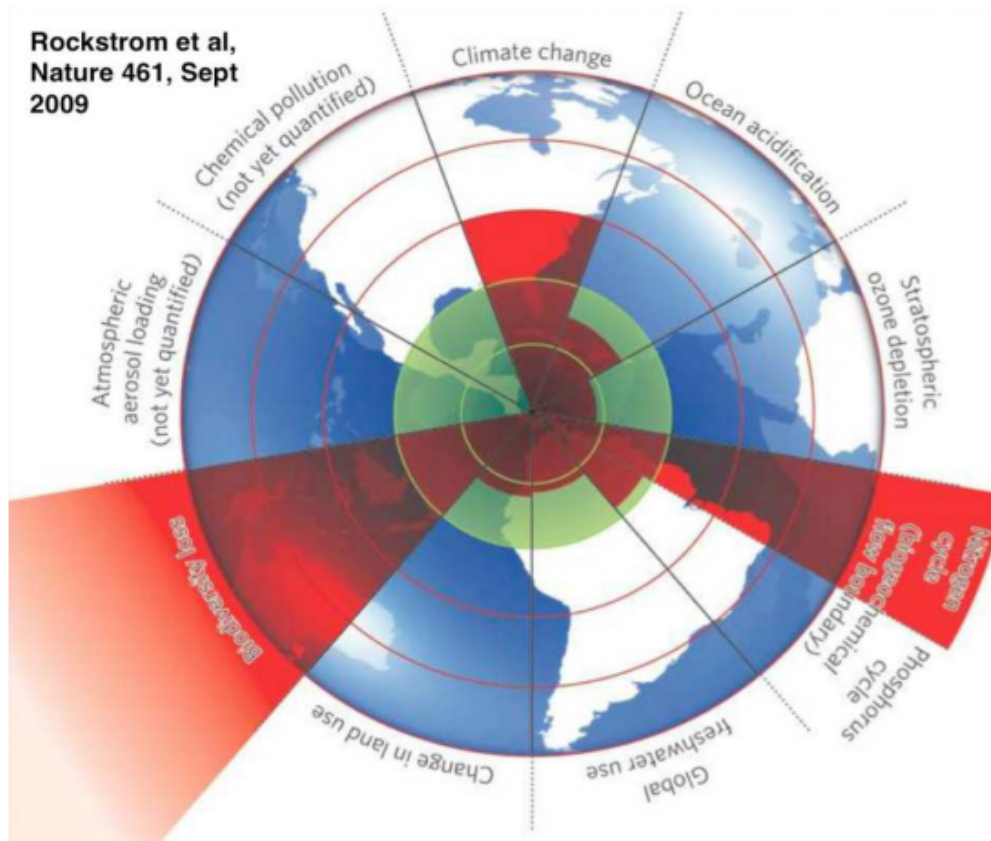 Rockstrom et al,
Nature 461, Sept
2009
Climate change
Ocean acidification
Stratospheric
ozone depletion
Nitrogen
cycle
(biogeochemical
flow boundary)
Phosphorus
cycle
Global
freshwater use
Change in land use
Biodiversity loss
Atmospheric
aerosol loading
(not yet quantified)
Chemical pollution
(not yet quantified)